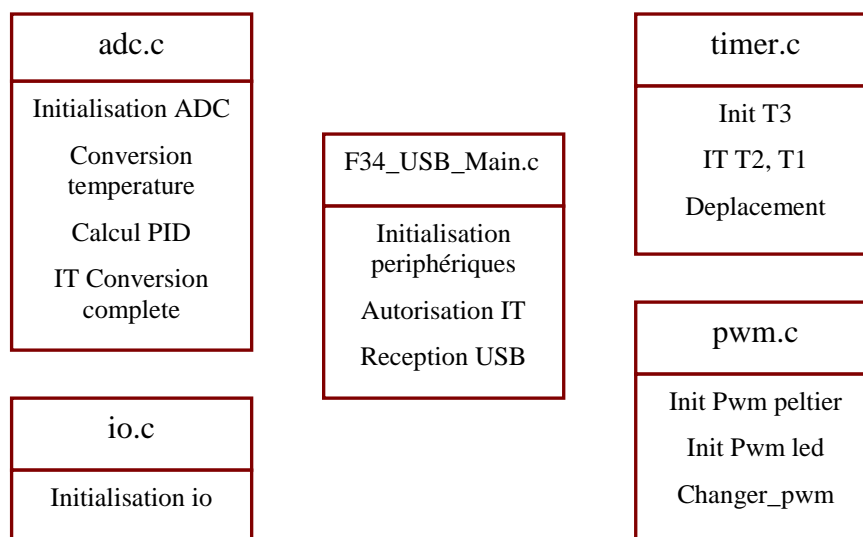 adc.c
Initialisation ADC
Conversion
temperature
Calcul PID
IT Conversion
complete
io.c
Initialisation io
F34_USB_Main.c
Initialisation
periphériques
Autorisation IT
Reception USB
timer.c
Init T3
IT T2, T1
Deplacement
pwm.c
Init Pwm peltier
Init Pwm led
Changer_pwm